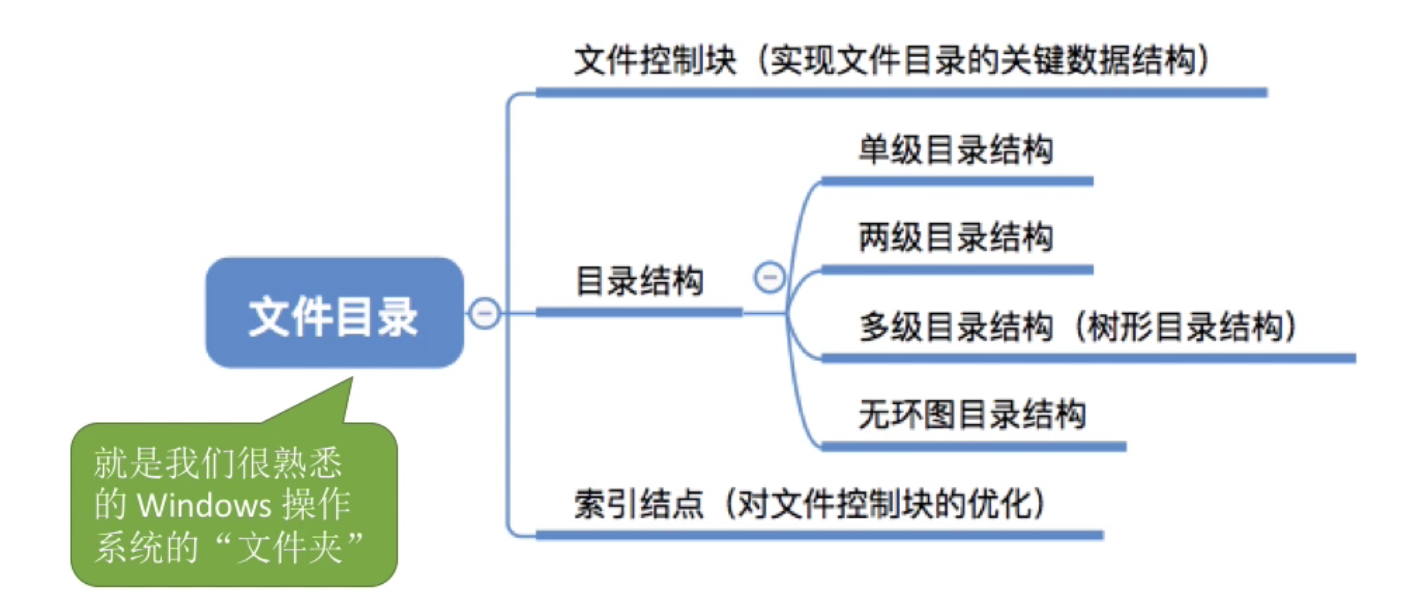 文件控制块（实现文件目录的关键数据结构）
单级目录结构
两级目录结构
目录结构
文件目录
多级目录结构（树形目录结构）
无环图目录结构
就是我们很熟悉
的 Windows 操作
系统的“文件夹”
索引结点（对文件控制块的优化）